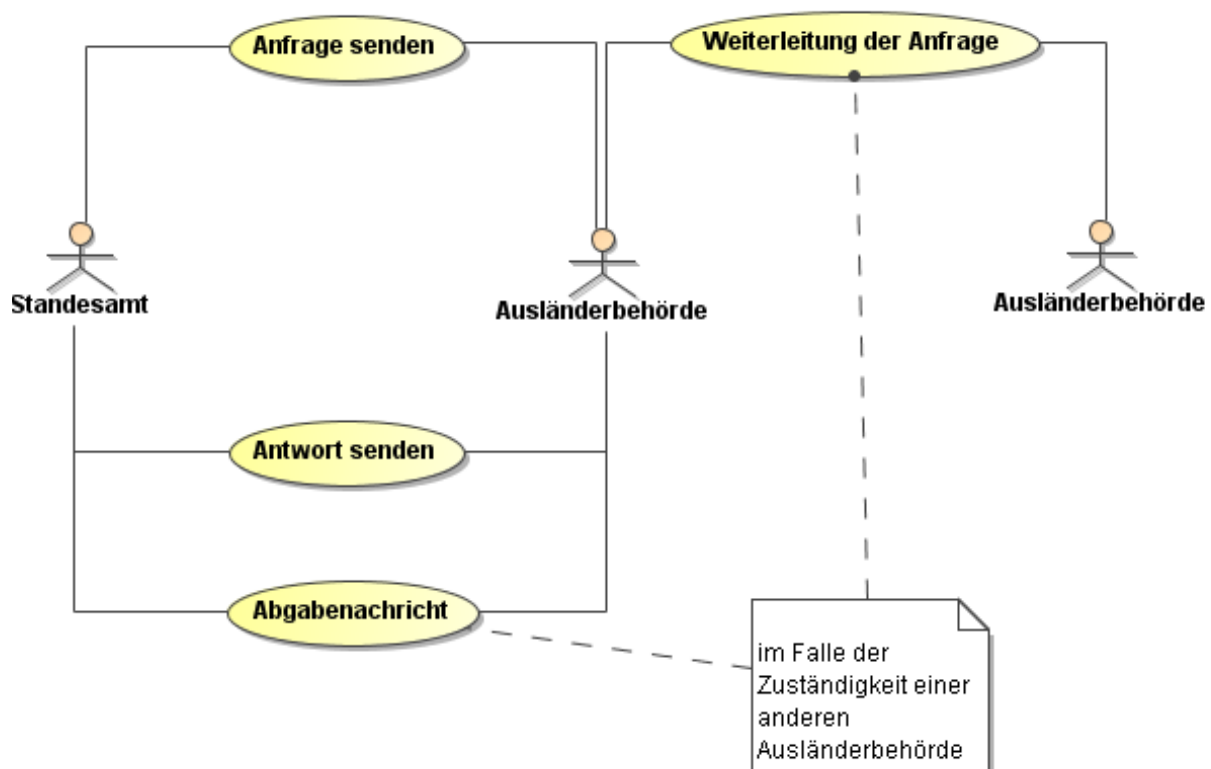 Anfrage senden
Weiterleitung der Anfrage
Standesamt
Ausländerbehörde
Ausländerbehörde
Antwort senden
Abgabenachricht
im Falle der
Zuständigkeit einer
anderen
Ausländerbehörde